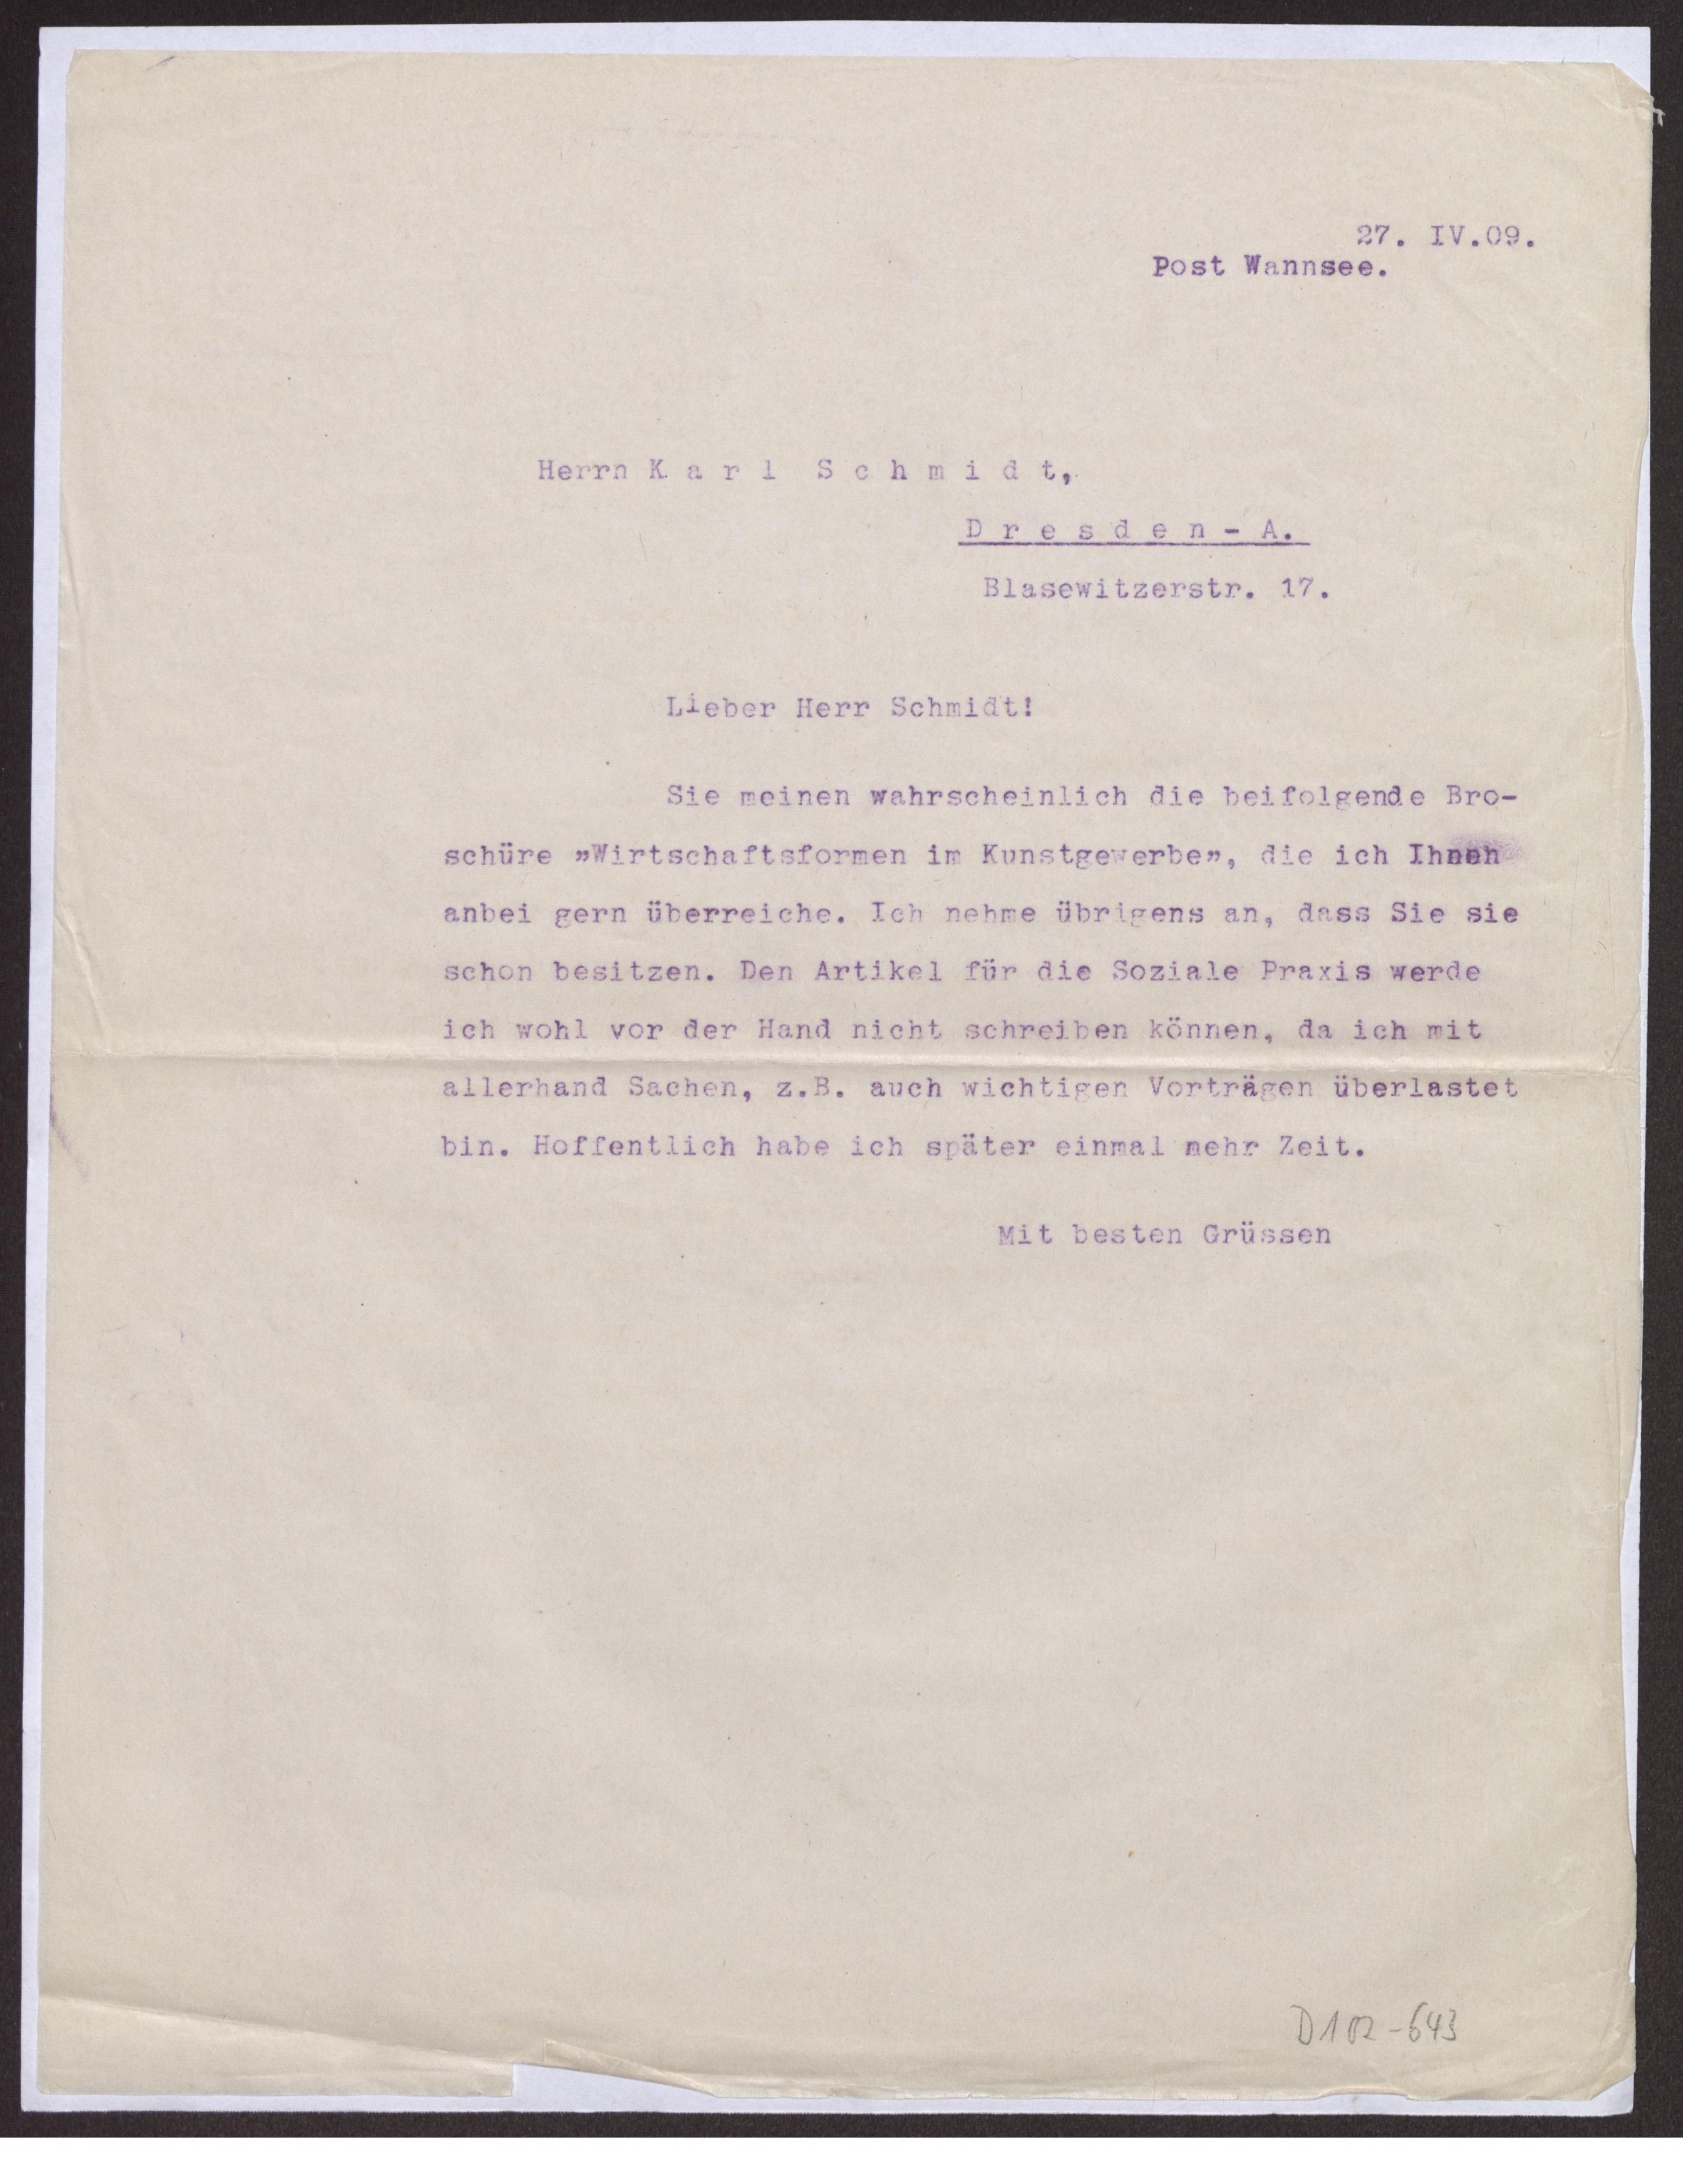 27. IV.09.
Post Wannsee.
Herrn K a r l S c h m i d t,
D r e s d e n - A.
Blasewitzerstr. 17.
Lieber Herr Schmidt!
Sie meinen wahrscheinlich die beifolgende Bro-
schüre „Wirtschaftsformen im Kunstgewerbe”, die ich Ihnen
anbei gern überreiche. Ich nehme übrigens an, dass Sie sie
schon besitzen. Den Artikel für die Soziale Praxis werde
ich wohl vor der Hand nicht schreiben können, da ich mit
allerhand Sachen, z.B. auch wichtigen Vorträgen überlastet
bin. Hoffentlich habe ich später einmal mehr Zeit.
Mit besten Grüssen
D102-643